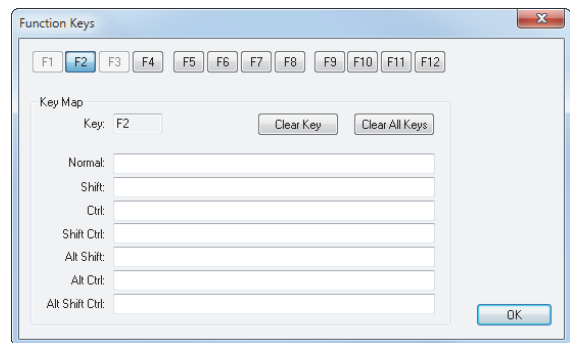 Function Keys
F1 F2 F3 F4 F5 F6 F7 F8 F9 F10 F11 F12
Key Map
Key: F2 Clear Key Clear All Keys
Normal:
Shift:
Ctrl:
Shift Ctrl:
Alt Shift:
Alt Ctrl:
Alt Shift Ctrl:
OK